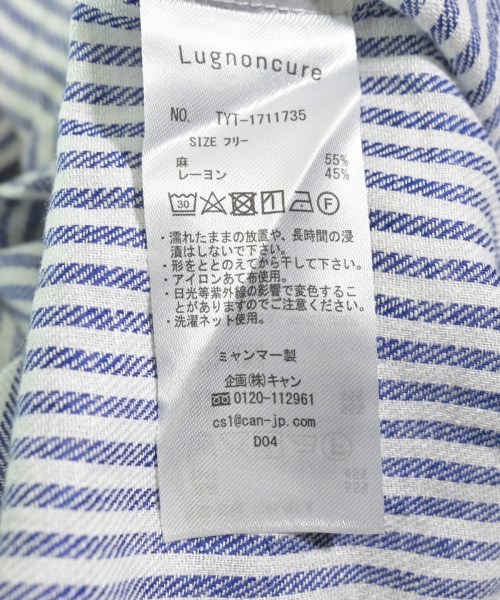 Lugnoncure
NO. TYT-1711735
SIZE フリー
麻 55%
レーヨン 45%
30 F
・濡れたままの放置や、長時間の浸
漬はしないで下さい。
・形をととのえてから干して下さい。
・アイロンあて布使用。
・日光等紫外線の影響で変色するこ
とがありますのでご注意ください。
・洗濯ネット使用。
ミャンマー製
企画(株)キャン
0120-112961
cs1@can-jp.com
D04